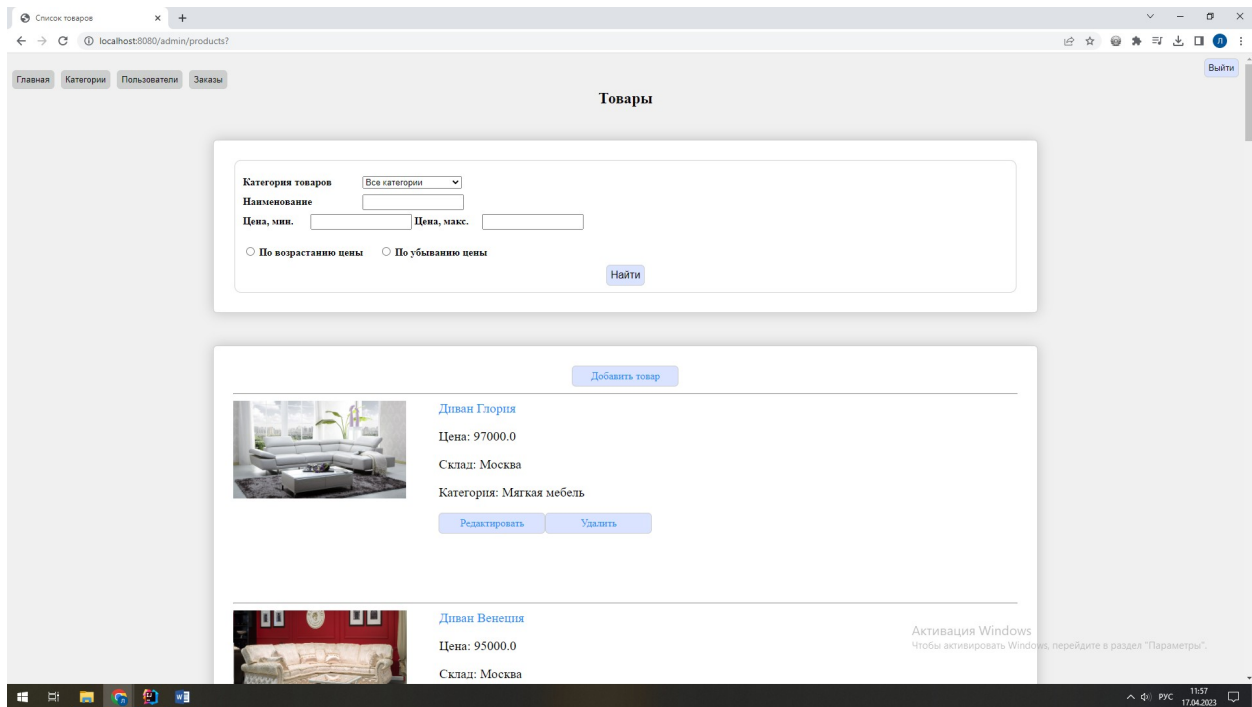 Список товаров
localhost:8080/admin/products?
Л
Выйти
Главная Категории Пользователи Заказы
Товары
Категория товаров Все категории
Наименование
Цена, мин. Цена, макс.
По возрастанию цены По убыванию цены
Найти
Добавить товар
Диван Глория
Цена: 97000.0
Склад: Москва
Категория: Мягкая мебель
Редактировать Удалить
Диван Венеция
Цена: 95000.0
Склад: Москва
Активация Windows
Чтобы активировать Windows, перейдите в раздел "Параметры".
РУС
11:57
17.04.2023